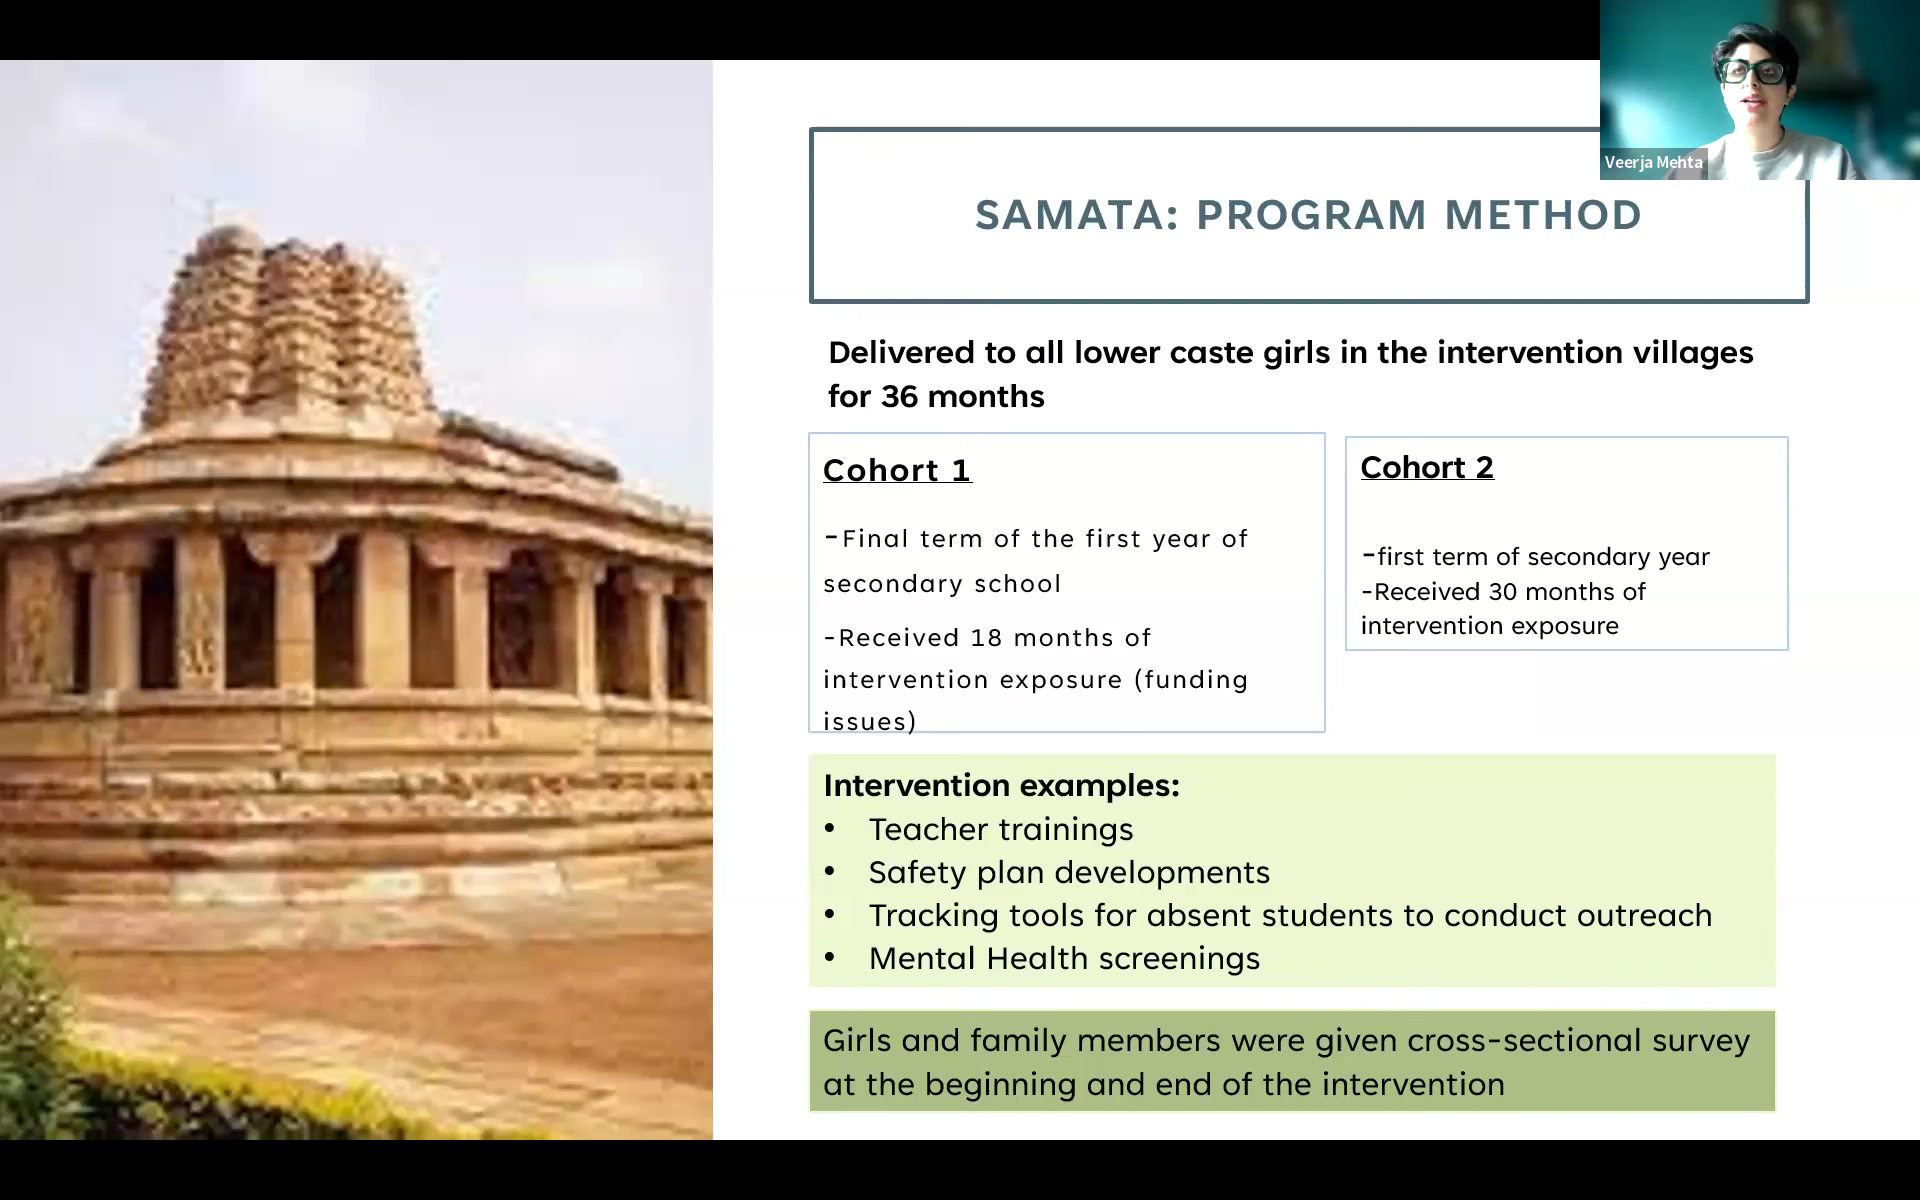 Veerja Mehta
SAMATA: PROGRAM METHOD
Delivered to all lower caste girls in the intervention villages
for 36 months
Cohort 1
-Final term of the first year of
secondary school
-Received 18 months of
intervention exposure (funding
issues)
Cohort 2
-first term of secondary year
-Received 30 months of
intervention exposure
Intervention examples:
• Teacher trainings
• Safety plan developments
• Tracking tools for absent students to conduct outreach
• Mental Health screenings
Girls and family members were given cross-sectional survey
at the beginning and end of the intervention